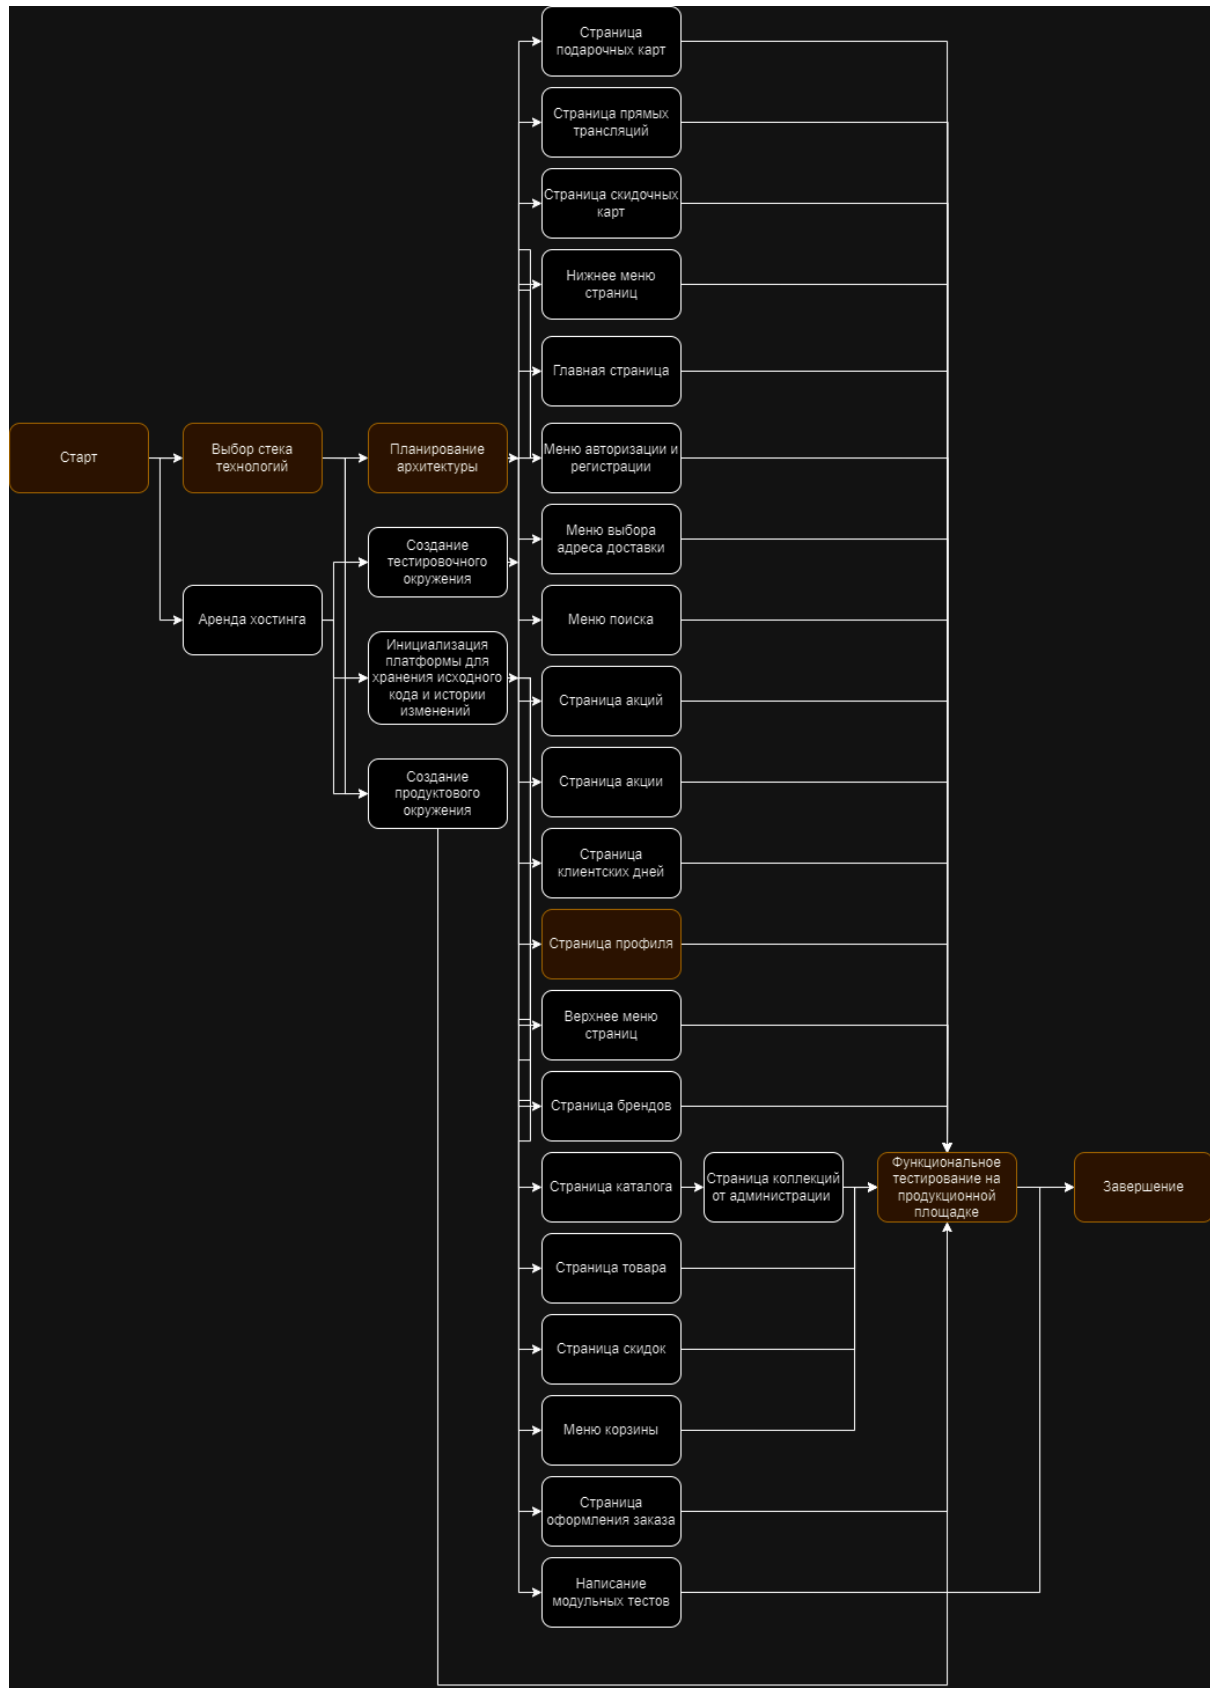 Страница
подарочных карт
Страница прямых
трансляций
Страница скидочных
карт
Нижнее меню
страниц
Главная страница
Старт
Выбор стека
технологий
Планирование
архитектуры
Меню авторизации и
регистрации
Создание
тестировочного
окружения
Меню выбора
адреса доставки
Аренда хостинга
Меню поиска
Инициализация
платформы для
хранения исходного
кода и истории
изменений
Страница акций
Создание
продуктового
окружения
Страница акции
Страница
клиентских дней
Страница профиля
Верхнее меню
страниц
Страница брендов
Страница каталога
Страница коллекций
от администрации
Функциональное
тестирование на
продукционной
площадке
Завершение
Страница товара
Страница скидок
Меню корзины
Страница
оформления заказа
Написание
модульных тестов